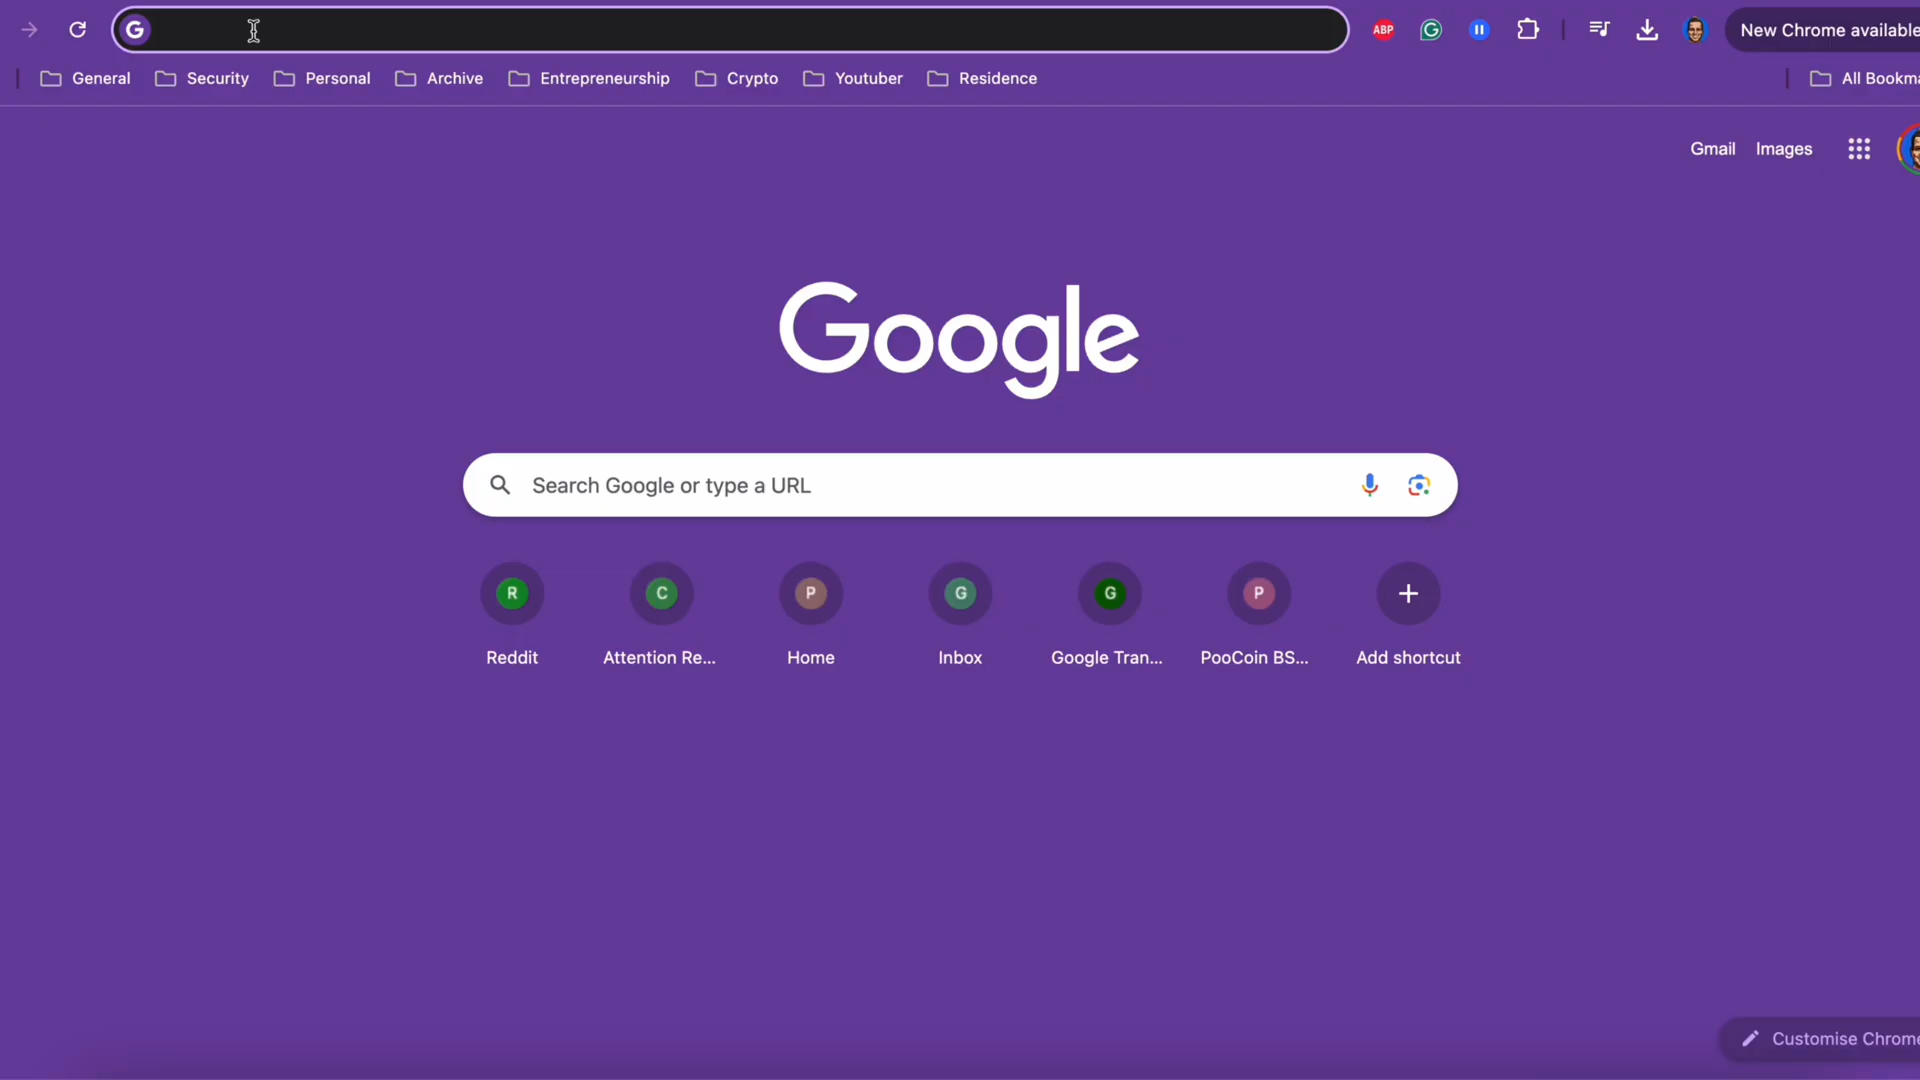 G
ABP
G
New Chrome available
General
Security
Personal
Archive
Entrepreneurship
Crypto
Youtuber
Residence
All Bookma
Gmail
Images
Google
Search Google or type a URL
R
C
P
G
G
P
Reddit
Attention Re...
Home
Inbox
Google Tran...
PooCoin BS...
Add shortcut
Customise Chrome